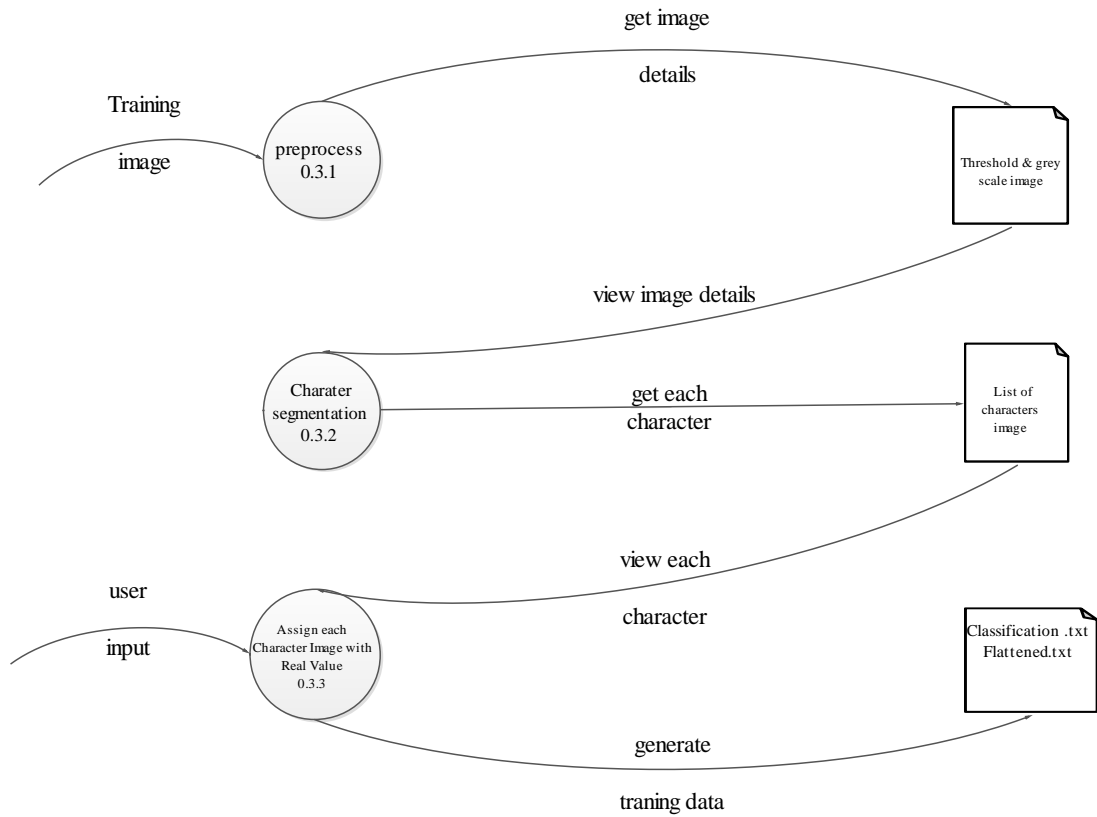 get image
details
Training
image
preprocess
0.3.1
Threshold & grey
scale image
view image details
Charater
segmentation
0.3.2
get each
character
List of
characters
image
view each
character
user
input
Assign each
Character Image with
Real Value
0.3.3
Classification .txt
Flattened.txt
generate
traning data